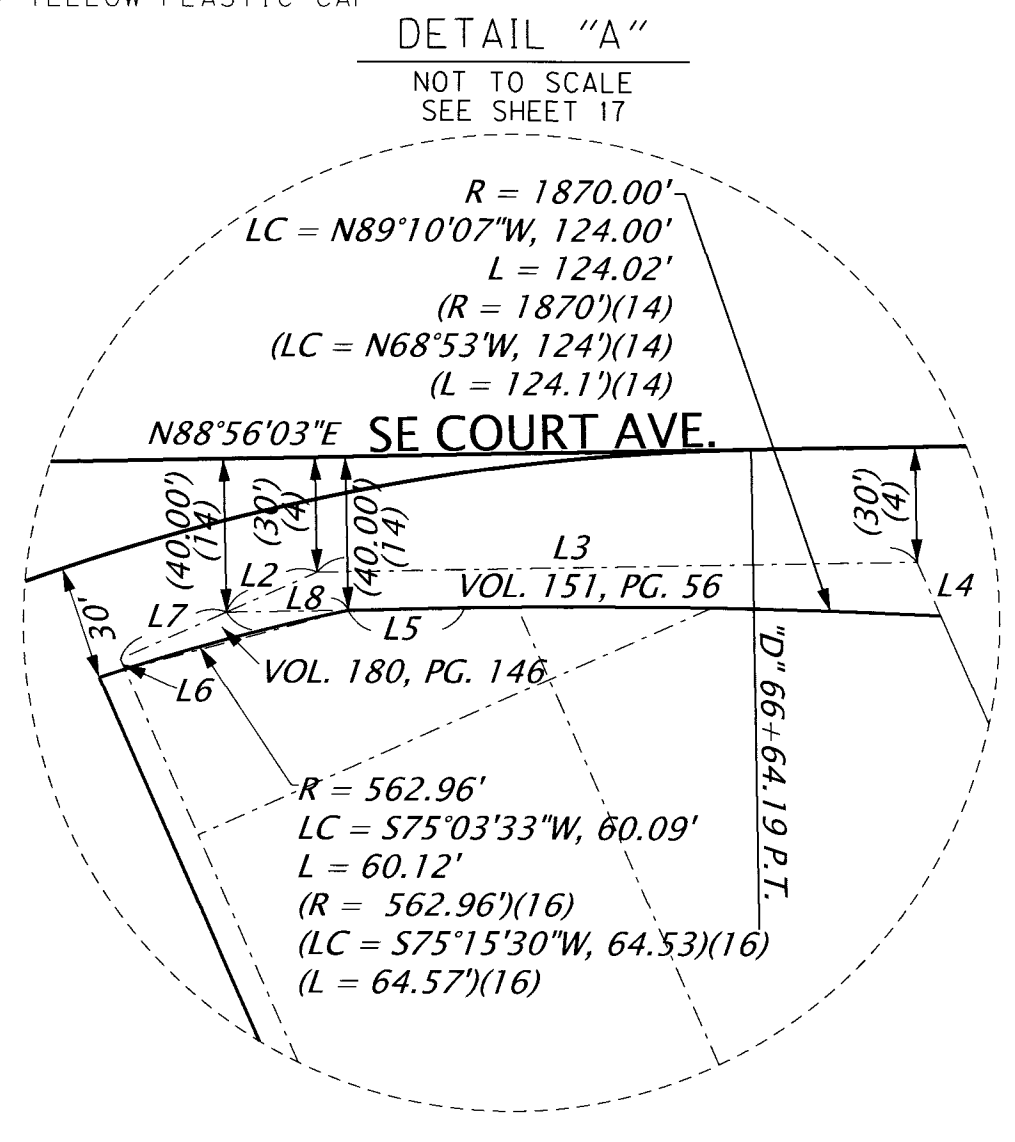 YELLOW PLASTIC CAP
DETAIL "A"
NOT TO SCALE
SEE SHEET 17
R = 1870.00'
LC = N89°10'07"W, 124.00'
L = 124.02'
(R = 1870')(14)
(LC = N68°53'W, 124')(14)
(L = 124.1')(14)
N88°56'03"E
SE COURT AVE.
(40.00')
(14)
(30')
(4)
(40.00')
(14)
(30')
(4)
L2
L3
L4
L7
L8
VOL. 151, PG. 56
L5
30'
L6
VOL. 180, PG. 146
"D" 66+64.19 P.T.
R = 562.96'
LC = S75°03'33"W, 60.09'
L = 60.12'
(R = 562.96')(16)
(LC = S75°15'30"W, 64.53)(16)
(L = 64.57')(16)